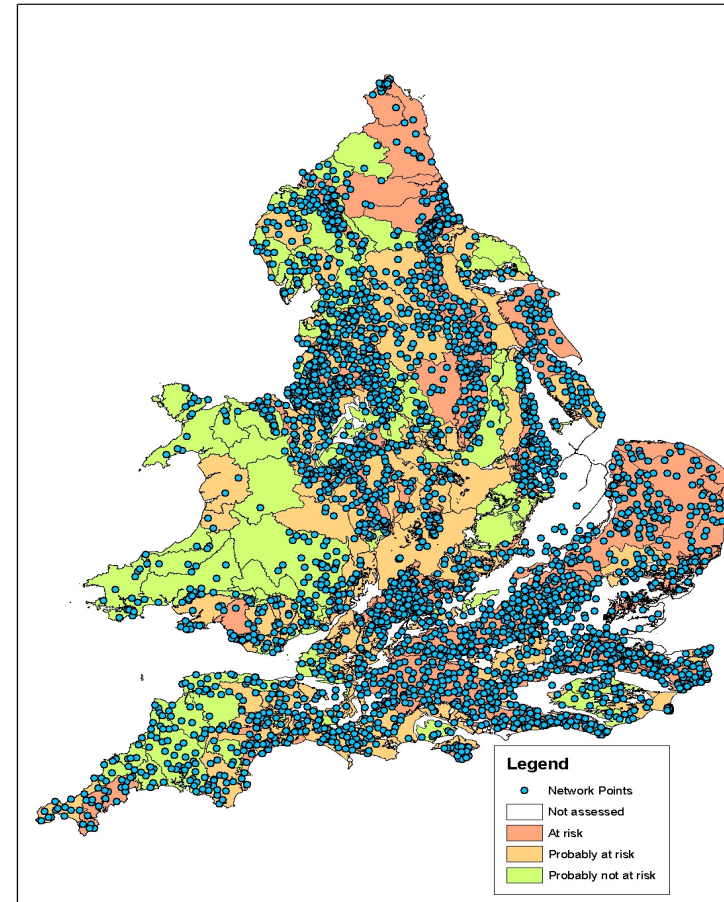 Legend
Network Points
Not assessed
At risk
Probably at risk
Probably not at risk